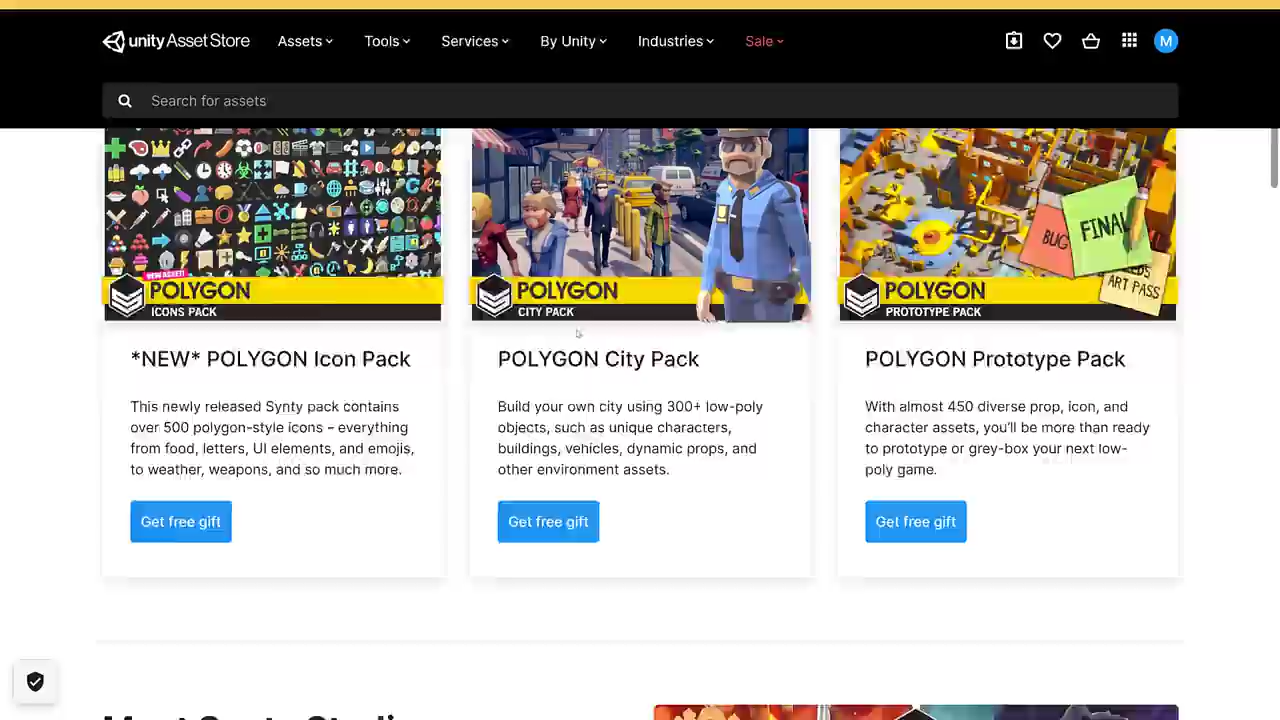 unity Asset Store
Assets
Tools
Services
By Unity
Industries
Sale
M
Search for assets
NEW ASSET!
POLYGON
ICONS PACK
POLYGON
CITY PACK
BUG
FINAL
ART PASS
POLYGON
PROTOTYPE PACK
*NEW* POLYGON Icon Pack
This newly released Synty pack contains
over 500 polygon-style icons – everything
from food, letters, UI elements, and emojis,
to weather, weapons, and so much more.
Get free gift
POLYGON City Pack
Build your own city using 300+ low-poly
objects, such as unique characters,
buildings, vehicles, dynamic props, and
other environment assets.
Get free gift
POLYGON Prototype Pack
With almost 450 diverse prop, icon, and
character assets, you'll be more than ready
to prototype or grey-box your next low-
poly game.
Get free gift